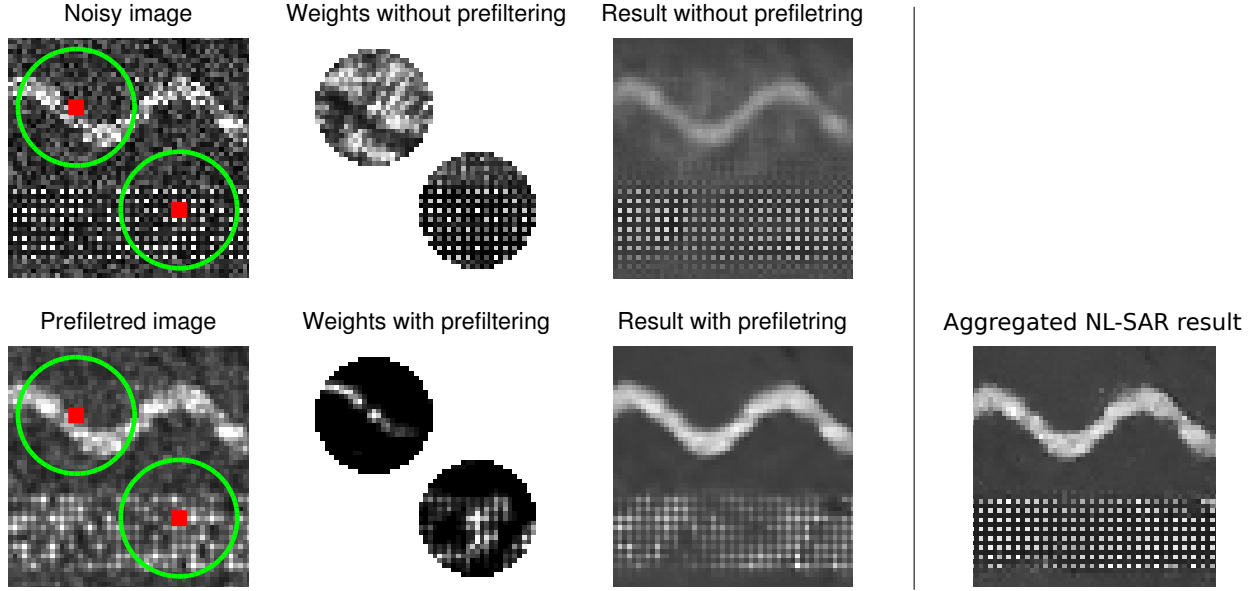 Noisy image
Weights without prefiltering
Result without prefiletring
Prefiletred image
Weights with prefiltering
Result with prefiletring
Aggregated NL-SAR result